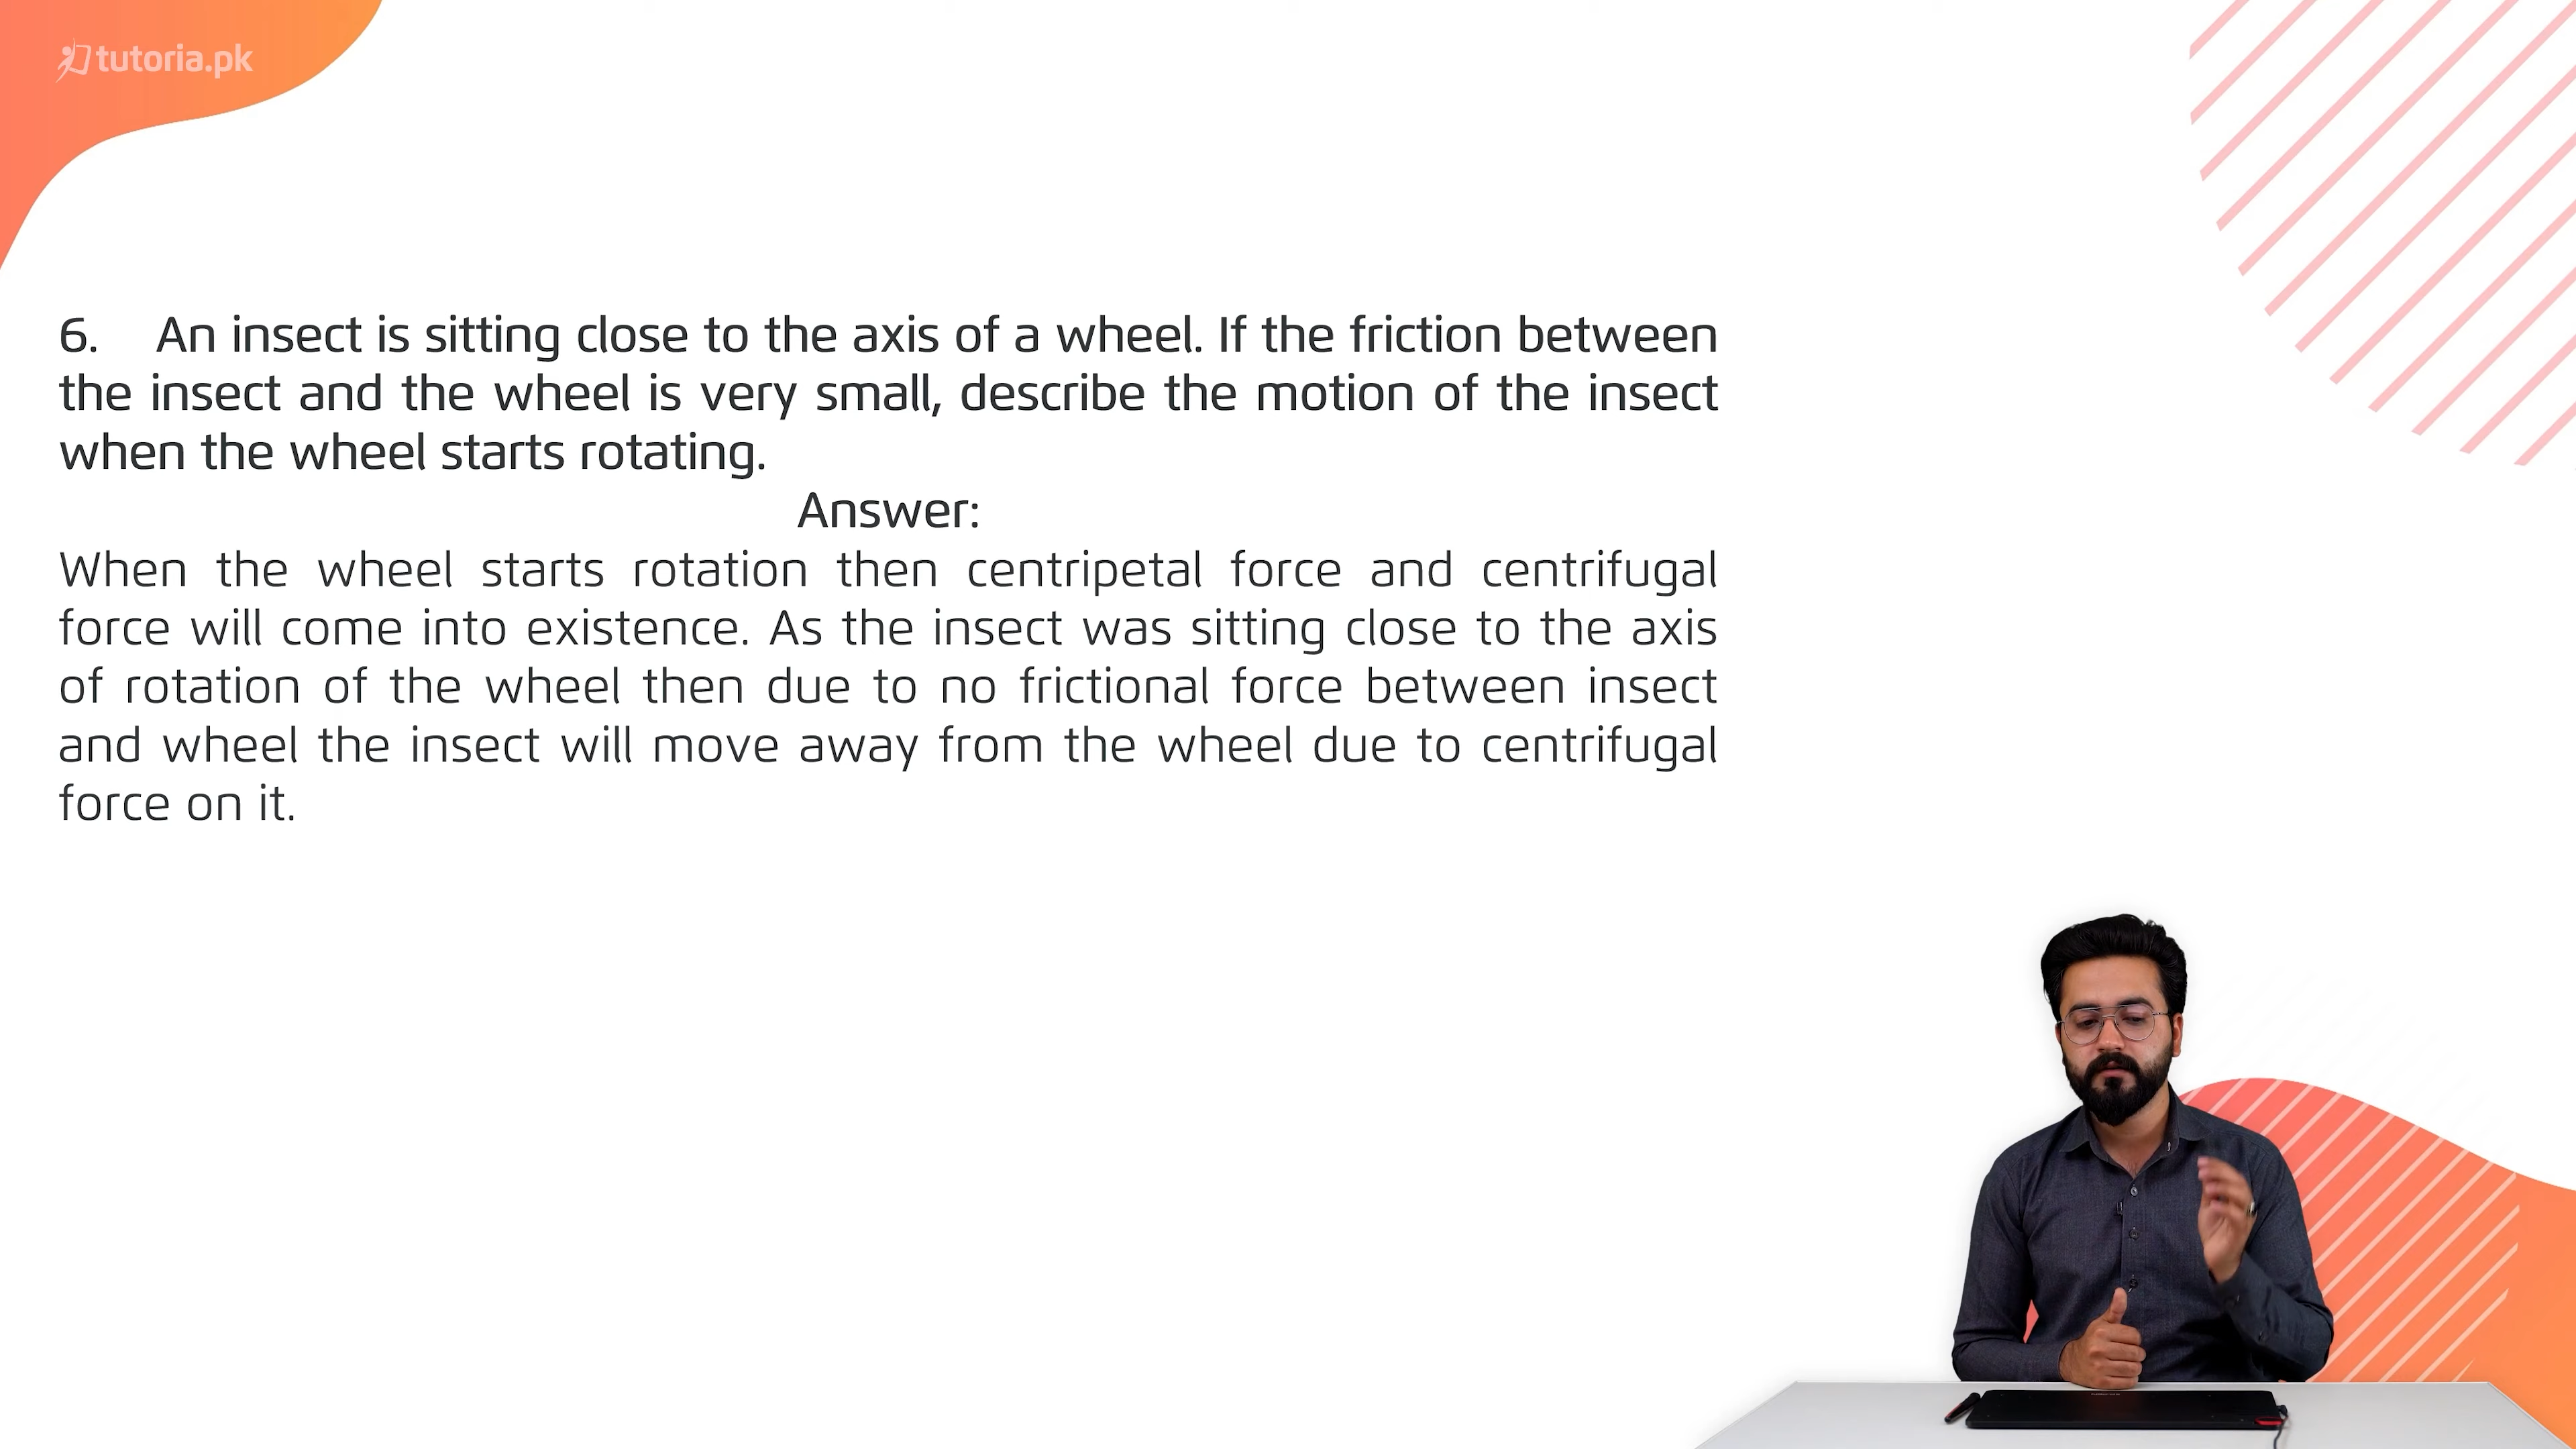 tutoria.pk
6. An insect is sitting close to the axis of a wheel. If the friction between
the insect and the wheel is very small, describe the motion of the insect
when the wheel starts rotating.
Answer:
When the wheel starts rotation then centripetal force and centrifugal
force will come into existence. As the insect was sitting close to the axis
of rotation of the wheel then due to no frictional force between insect
and wheel the insect will move away from the wheel due to centrifugal
force on it.